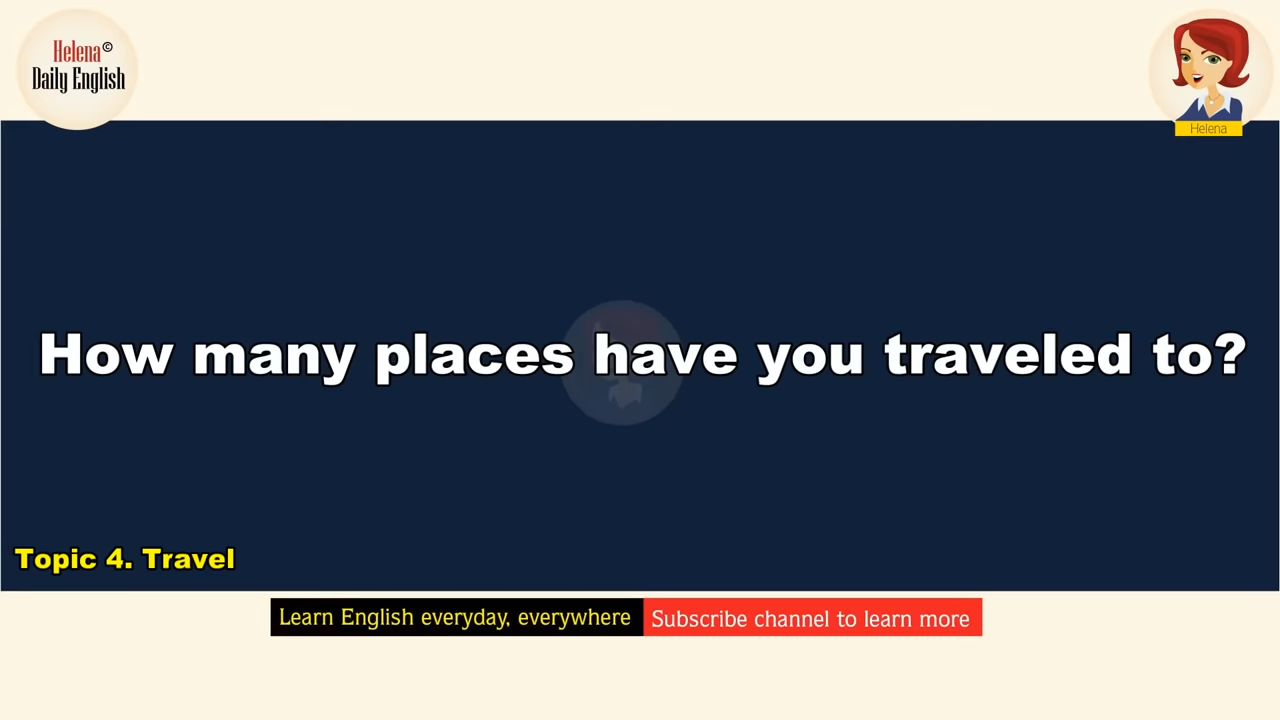 Helena©
Daily English
Helena
How many places have you traveled to?
Topic 4. Travel
Learn English everyday, everywhere
Subscribe channel to learn more